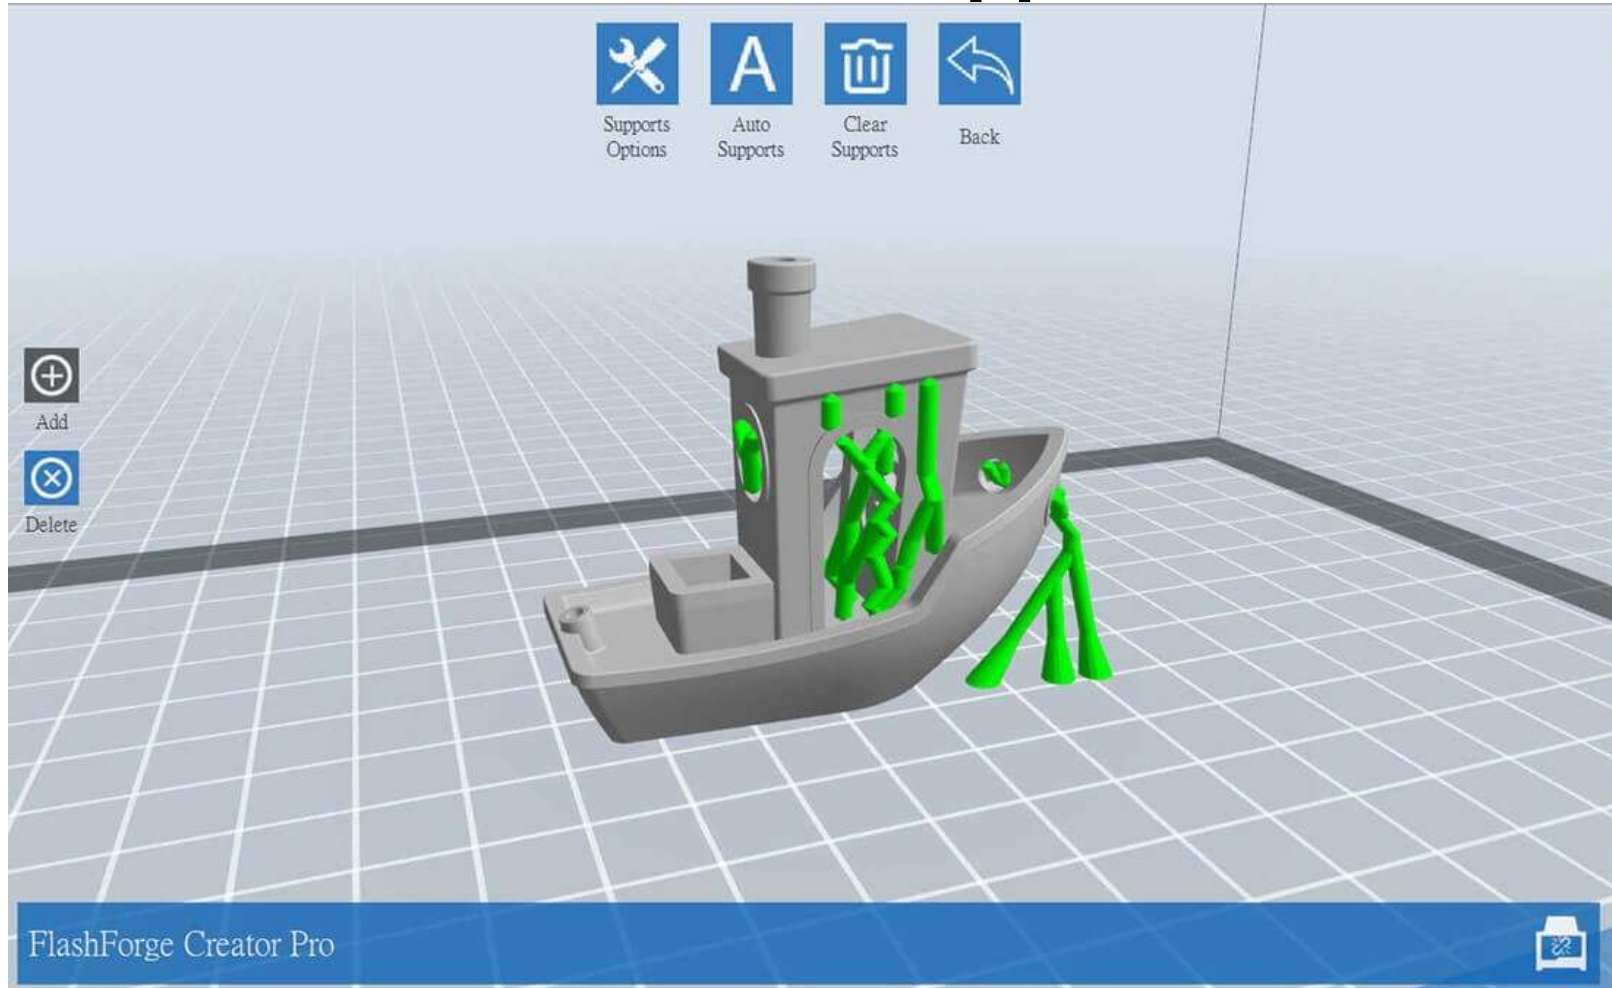 Supports
Options
A
Auto
Supports
Clear
Supports
Back
Add
Delete
FlashForge Creator Pro